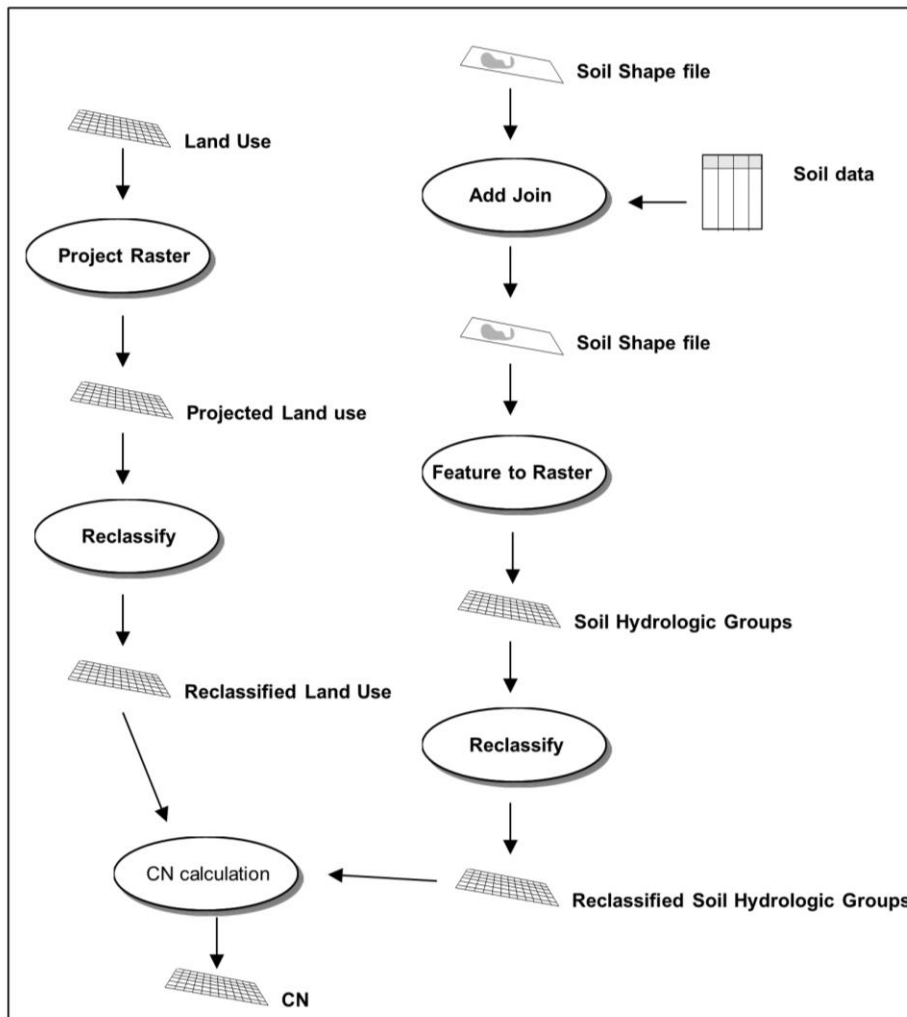 Soil Shape file
Land Use
Add Join
Soil data
Project Raster
Soil Shape file
Projected Land use
Feature to Raster
Reclassify
Soil Hydrologic Groups
Reclassified Land Use
Reclassify
CN calculation
Reclassified Soil Hydrologic Groups
CN